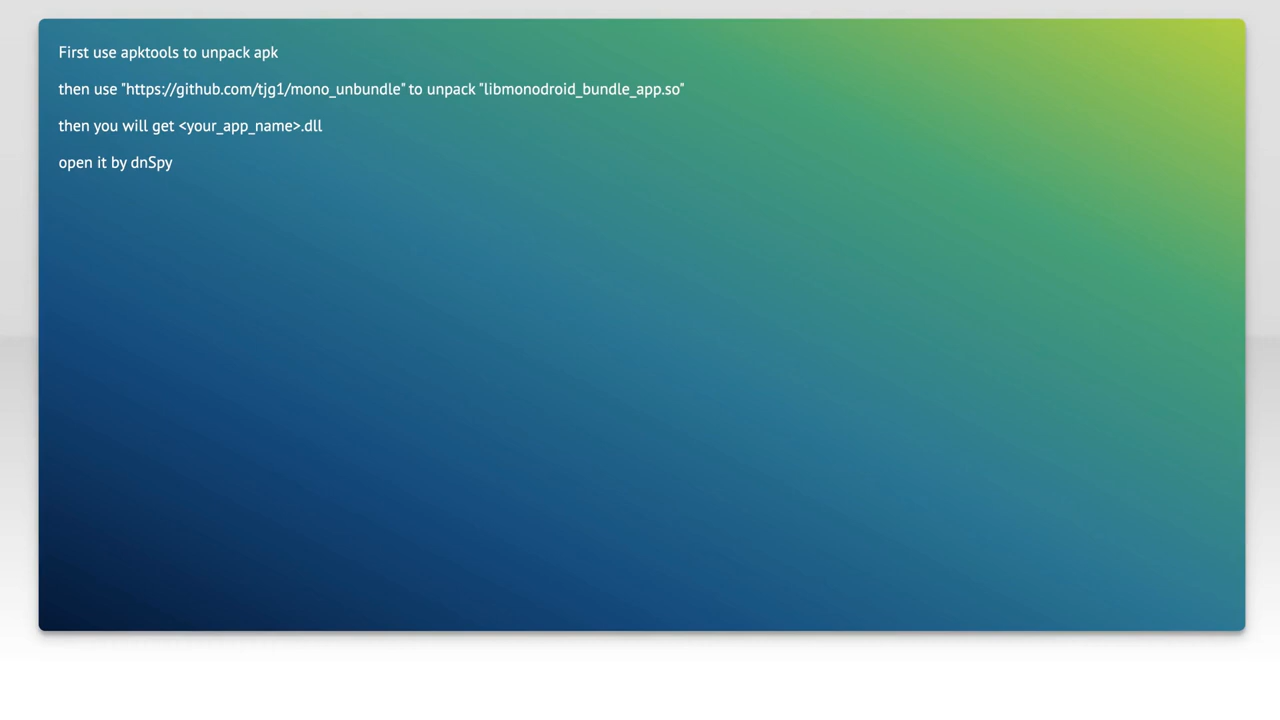 First use apktools to unpack apk
then use "https://github.com/tjg1/mono_unbundle" to unpack "libmonodroid_bundle_app.so"
then you will get <your_app_name>.dll
open it by dnSpy